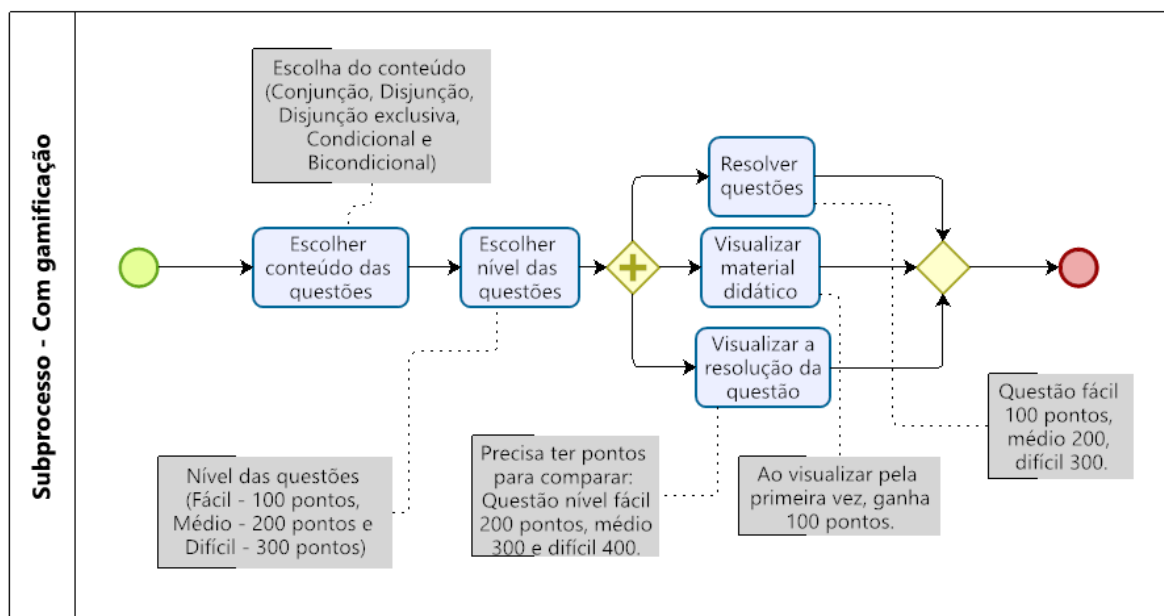 Subprocesso - Com gamificação
Escolha do conteúdo
(Conjunção, Disjunção,
Disjunção exclusiva,
Condicional e
Bicondicional)
Escolher
conteúdo das
questões
Escolher
nível das
questões
Resolver
questões
Visualizar
material
didático
Visualizar a
resolução da
questão
Nível das questões
(Fácil - 100 pontos,
Médio - 200 pontos e
Difícil - 300 pontos)
Precisa ter pontos
para comparar:
Questão nível fácil
200 pontos, médio
300 e difícil 400.
Ao visualizar pela
primeira vez, ganha
100 pontos.
Questão fácil
100 pontos,
médio 200,
difícil 300.